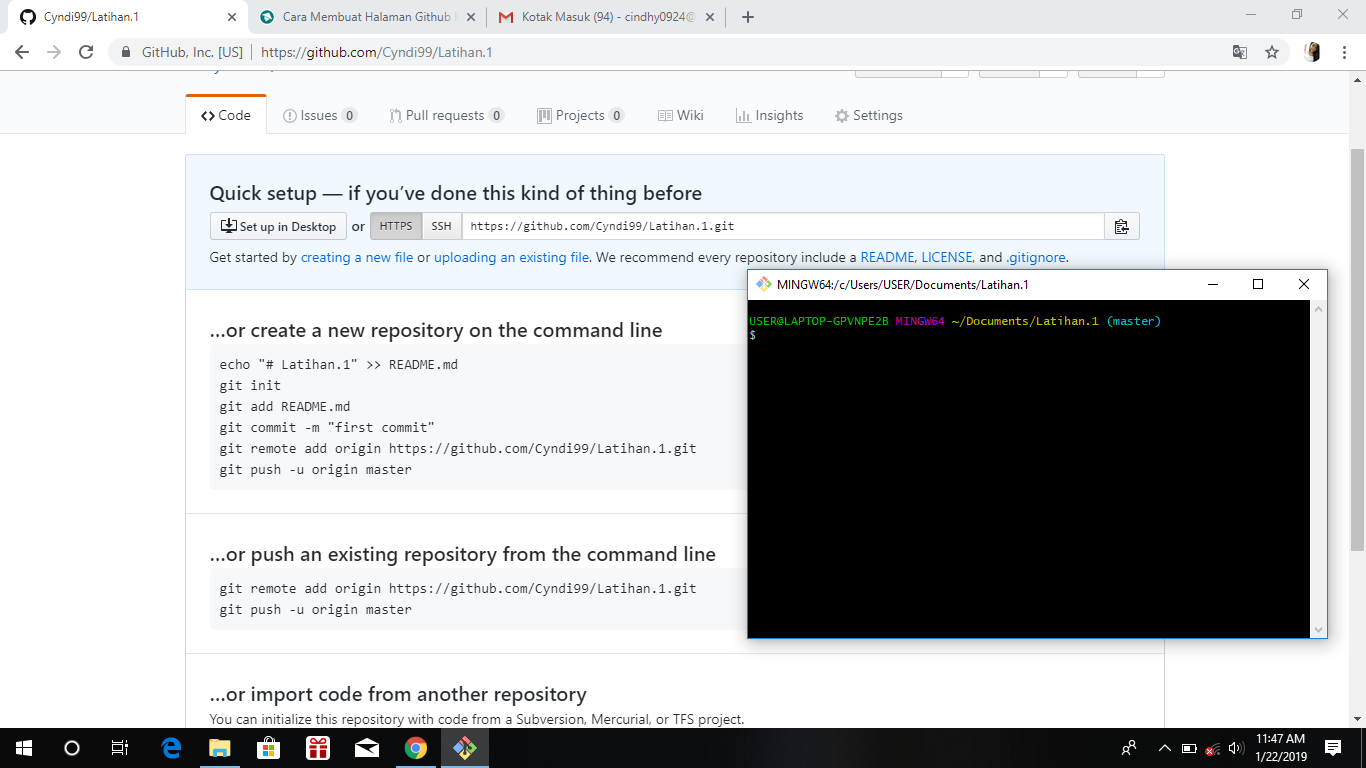 Cyndi99/Latihan.1
Cara Membuat Halaman Github
Kotak Masuk (94) - cindhy0924@
GitHub, Inc. [US]
https://github.com/Cyndi99/Latihan.1
Code
Issues 0
Pull requests 0
Projects 0
Wiki
Insights
Settings
Quick setup — if you’ve done this kind of thing before
Set up in Desktop or HTTPS SSH https://github.com/Cyndi99/Latihan.1.git
Get started by creating a new file or uploading an existing file. We recommend every repository include a README, LICENSE, and .gitignore.
…or create a new repository on the command line
echo "# Latihan.1" >> README.md
git init
git add README.md
git commit -m "first commit"
git remote add origin https://github.com/Cyndi99/Latihan.1.git
git push -u origin master
…or push an existing repository from the command line
git remote add origin https://github.com/Cyndi99/Latihan.1.git
git push -u origin master
…or import code from another repository
You can initialize this repository with code from a Subversion, Mercurial, or TFS project.
MINGW64:/c/Users/USER/Documents/Latihan.1
USER@LAPTOP-GPVNPE2B MINGW64 ~/Documents/Latihan.1 (master)
$
11:47 AM
1/22/2019